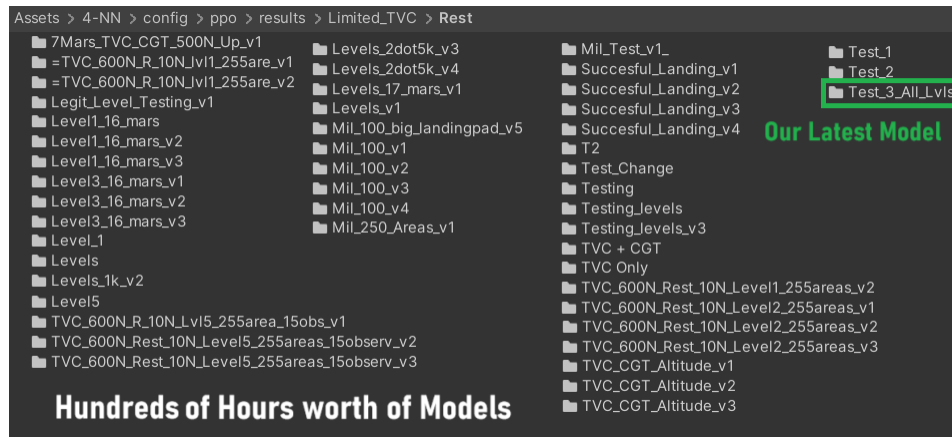 Assets > 4-NN > config > ppo > results > Limited_TVC > Rest
7Mars_TVC_CGT_500N_Up_v1
=TVC_600N_R_10N_lvl1_255are_v1
=TVC_600N_R_10N_lvl1_255are_v2
Legit_Level_Testing_v1
Level1_16_mars
Level1_16_mars_v2
Level1_16_mars_v3
Level3_16_mars_v1
Level3_16_mars_v2
Level3_16_mars_v3
Level_1
Levels
Levels_1k_v2
Level5
TVC_600N_R_10N_Lvl5_255area_15obs_v1
TVC_600N_Rest_10N_Level5_255areas_15observ_v2
TVC_600N_Rest_10N_Level5_255areas_15observ_v3
Levels_2dot5k_v3
Levels_2dot5k_v4
Levels_17_mars_v1
Levels_v1
Mil_100_big_landingpad_v5
Mil_100_v1
Mil_100_v2
Mil_100_v3
Mil_100_v4
Mil_250_Areas_v1
Mil_Test_v1_
Succesful_Landing_v1
Succesful_Landing_v2
Succesful_Landing_v3
Succesful_Landing_v4
T2
Test_Change
Testing
Testing_levels
Testing_levels_v3
TVC + CGT
TVC Only
TVC_600N_Rest_10N_Level1_255areas_v2
TVC_600N_Rest_10N_Level2_255areas_v1
TVC_600N_Rest_10N_Level2_255areas_v2
TVC_600N_Rest_10N_Level2_255areas_v3
TVC_CGT_Altitude_v1
TVC_CGT_Altitude_v2
TVC_CGT_Altitude_v3
Test_1
Test_2
Test_3_All_Lvls
Our Latest Model
Hundreds of Hours worth of Models